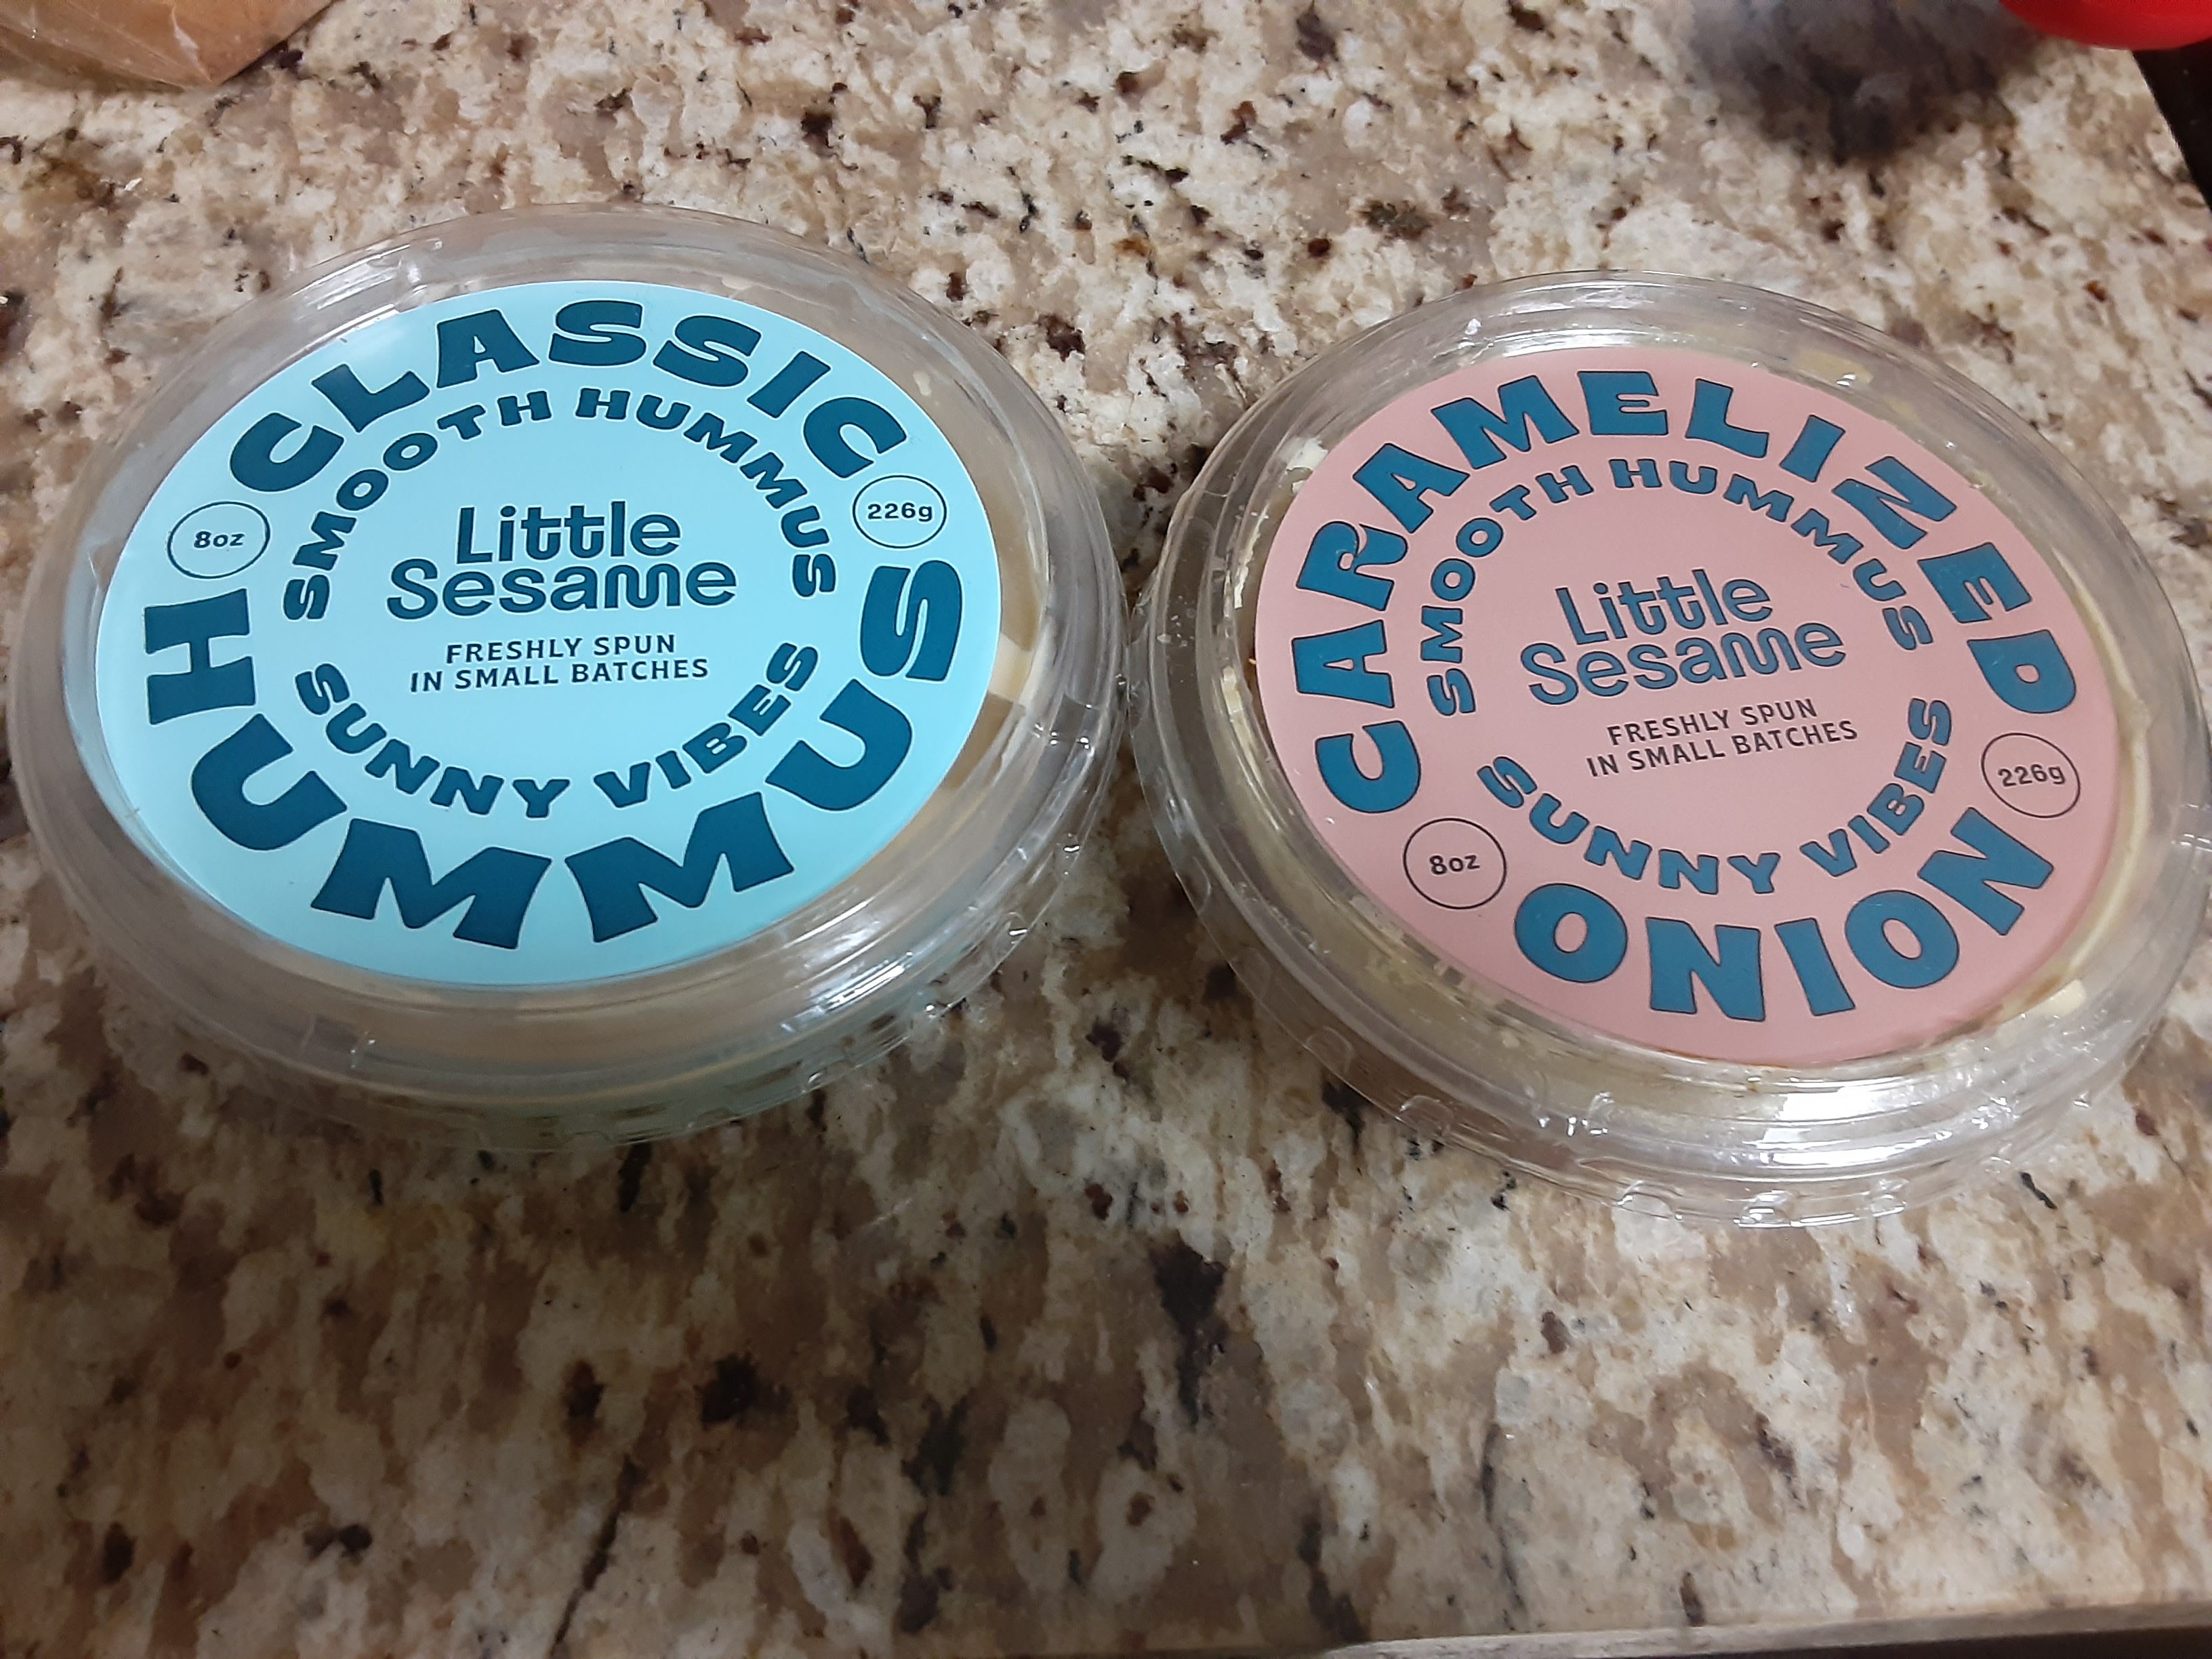 CLASSIC
HUMMUS
SMOOTH HUMMUS
8oz
226g
Little
Sesame
FRESHLY SPUN
IN SMALL BATCHES
SUNNY VIBES
CARAMELINED
ONION
SMOOTH HUMMUS
Little
Sesame
FRESHLY SPUN
IN SMALL BATCHES
SUNNY VIBES
8oz
226g